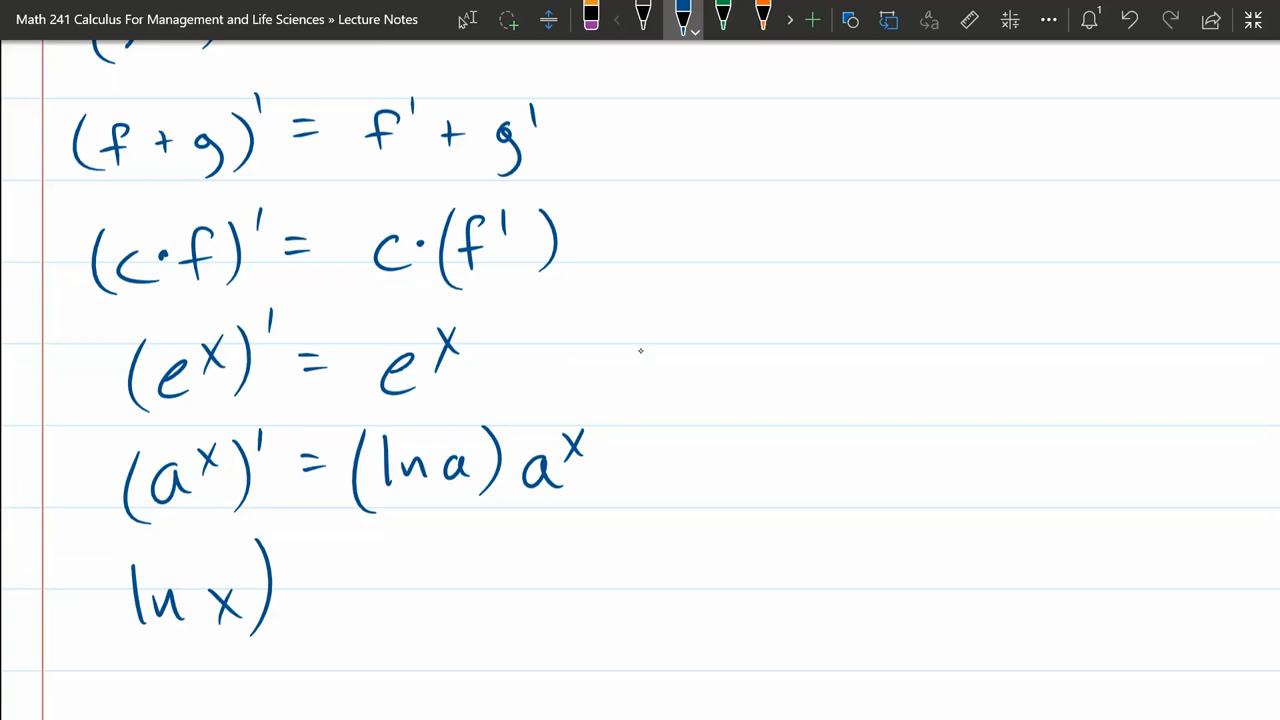 Math 241 Calculus For Management and Life Sciences » Lecture Notes
(f + g)' = f' + g'
(c·f)' = c·(f')
(e^x)' = e^x
(a^x)' = (ln a) a^x
ln x)